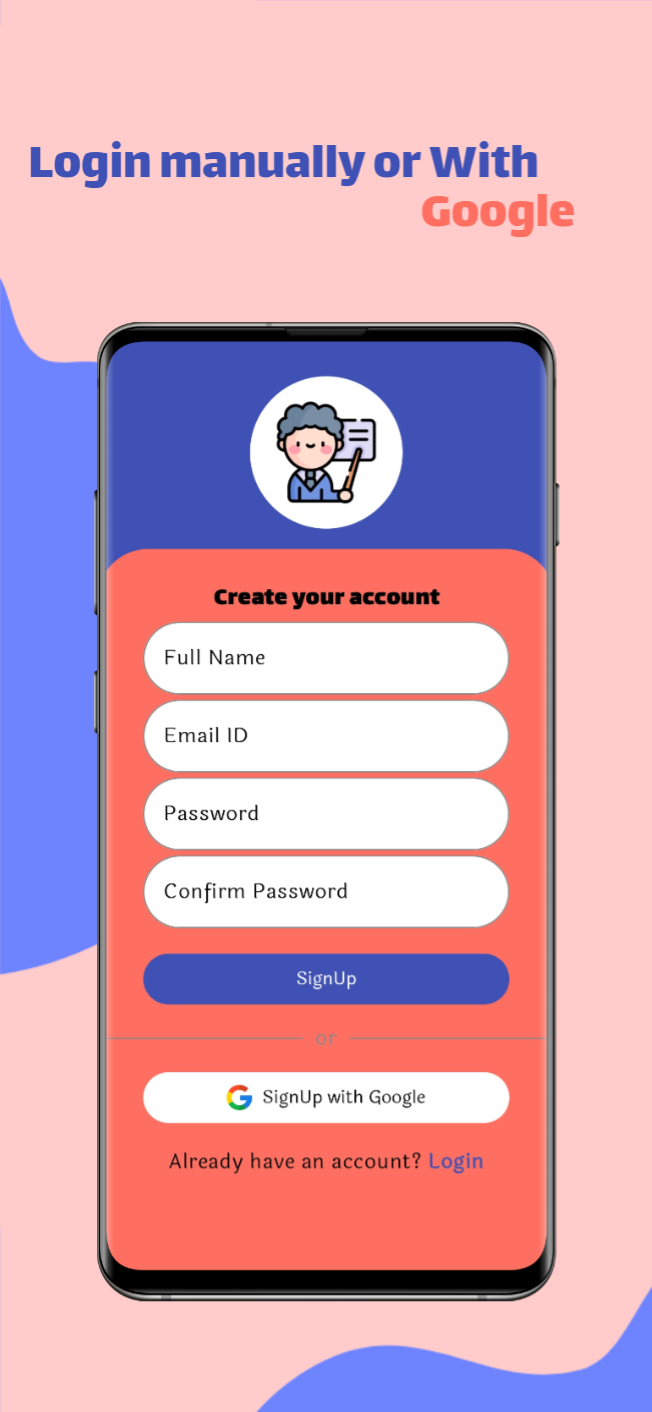 Login manually or With
Google
Create your account
Full Name
Email ID
Password
Confirm Password
SignUp
or
SignUp with Google
Already have an account? Login